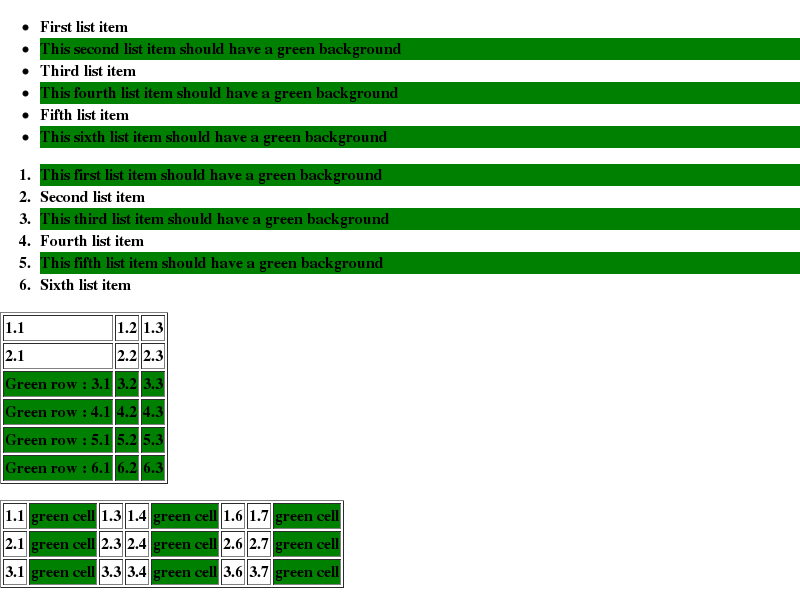 • First list item
• This second list item should have a green background
• Third list item
• This fourth list item should have a green background
• Fifth list item
• This sixth list item should have a green background
1. This first list item should have a green background
2. Second list item
3. This third list item should have a green background
4. Fourth list item
5. This fifth list item should have a green background
6. Sixth list item
1.1 1.2 1.3
2.1 2.2 2.3
Green row : 3.1 3.2 3.3
Green row : 4.1 4.2 4.3
Green row : 5.1 5.2 5.3
Green row : 6.1 6.2 6.3
1.1 green cell 1.3 1.4 green cell 1.6 1.7 green cell
2.1 green cell 2.3 2.4 green cell 2.6 2.7 green cell
3.1 green cell 3.3 3.4 green cell 3.6 3.7 green cell